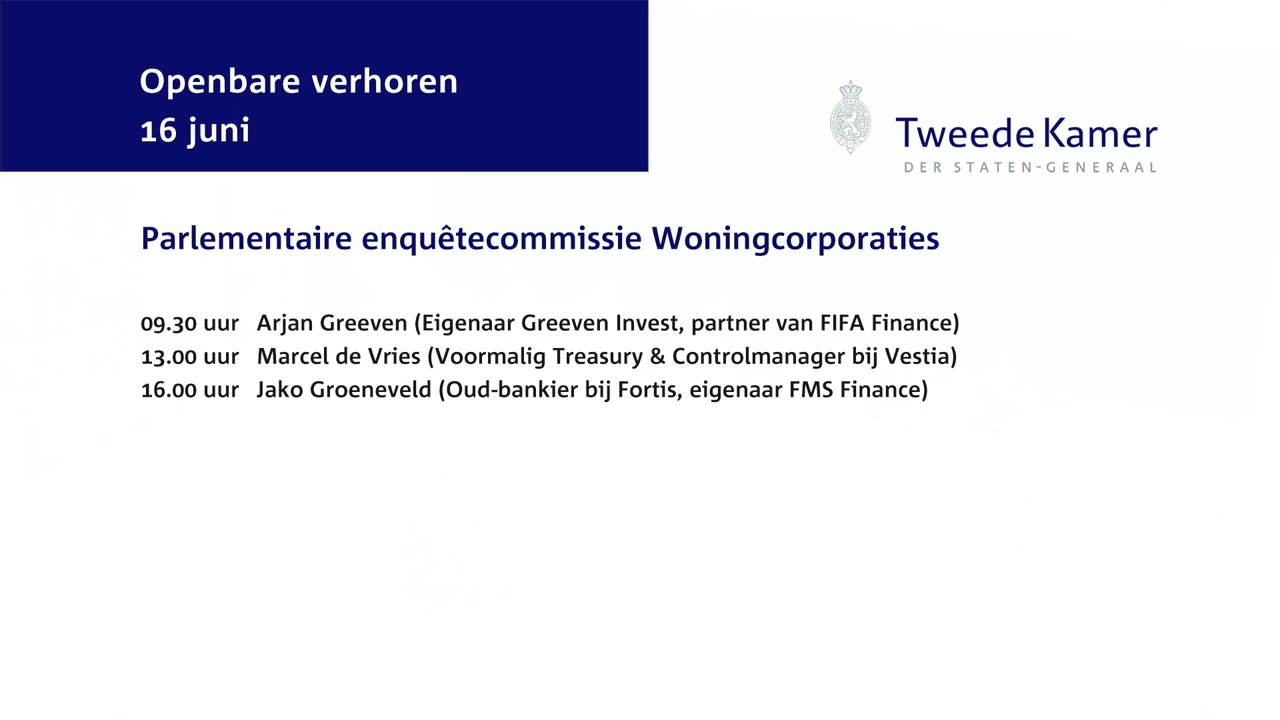 Openbare verhoren
16 juni
Tweede Kamer
DER STATEN-GENERAAL
Parlementaire enquêtecommissie Woningcorporaties
09.30 uur Arjan Greeven (Eigenaar Greeven Invest, partner van FIFA Finance)
13.00 uur Marcel de Vries (Voormalig Treasury & Controlmanager bij Vestia)
16.00 uur Jako Groeneveld (Oud-bankier bij Fortis, eigenaar FMS Finance)